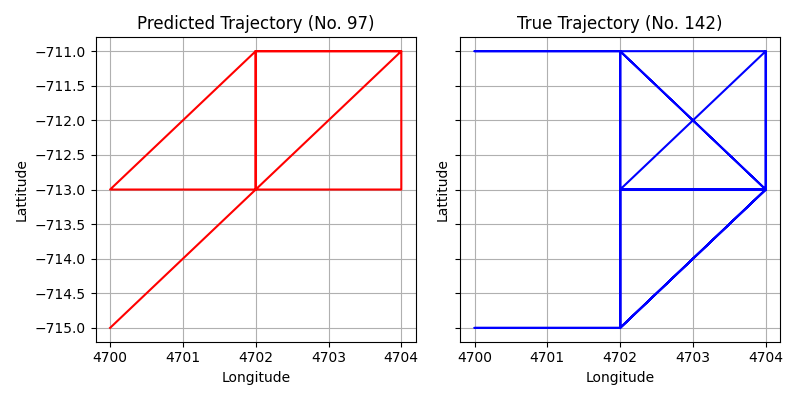 Predicted Trajectory (No. 97)
True Trajectory (No. 142)
−711.0
−711.5
−712.0
−712.5
−713.0
−713.5
−714.0
−714.5
−715.0
Lattitude
Lattitude
4700 4701 4702 4703 4704
4700 4701 4702 4703 4704
Longitude
Longitude